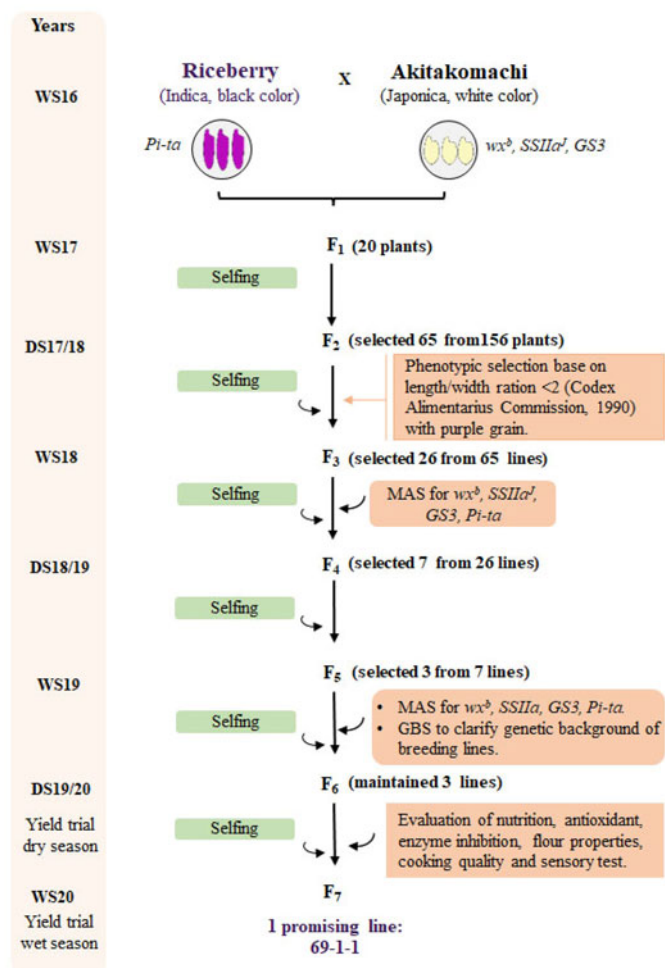 Years
Riceberry X Akitakomachi
WS16 (Indica, black color) (Japonica, white color)
Pi-ta wxᵇ, SSIIaᴶ, GS3
WS17 F₁ (20 plants)
Selfing
DS17/18 F₂ (selected 65 from156 plants)
Selfing
Phenotypic selection base on
length/width ration <2 (Codex
Alimentarius Commission, 1990)
with purple grain.
WS18 F₃ (selected 26 from 65 lines)
Selfing
MAS for wxᵇ, SSIIaᴶ,
GS3, Pi-ta
DS18/19 F₄ (selected 7 from 26 lines)
Selfing
WS19 F₅ (selected 3 from 7 lines)
Selfing
• MAS for wxᵇ, SSIIa, GS3, Pi-ta.
• GBS to clarify genetic background of
breeding lines.
DS19/20 F₆ (maintained 3 lines)
Yield trial
dry season
Selfing
Evaluation of nutrition, antioxidant,
enzyme inhibition, flour properties,
cooking quality and sensory test.
WS20 F₇
Yield trial
wet season
1 promising line:
69-1-1